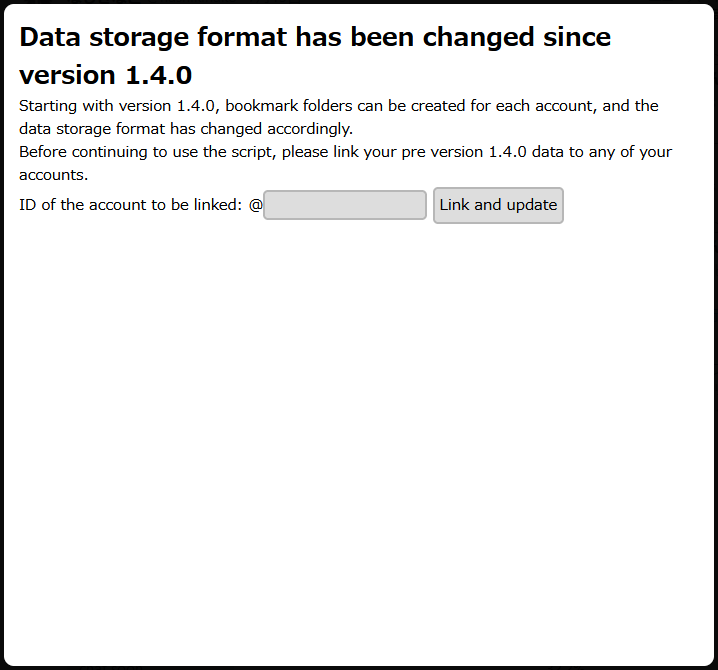 Data storage format has been changed since
version 1.4.0
Starting with version 1.4.0, bookmark folders can be created for each account, and the
data storage format has changed accordingly.
Before continuing to use the script, please link your pre version 1.4.0 data to any of your
accounts.
ID of the account to be linked: @ Link and update